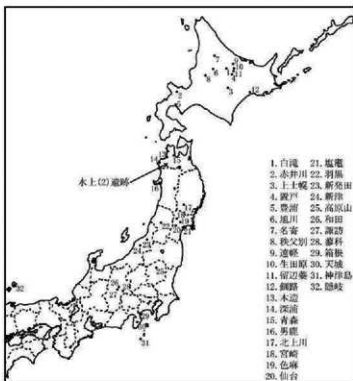 水上(2)遺跡
1. 白滝 21. 塩竈
2. 赤井川 22. 羽黒
3. 上士幌 23. 新発田
4. 置戸 24. 新津
5. 豊浦 25. 高原山
6. 旭川 26. 和田
7. 名寄 27. 諏訪
8. 秩父別 28. 蓼科
9. 遠軽 29. 箱根
10. 生田原 30. 天城
11. 留辺蘂 31. 神津島
12. 釧路 32. 隠岐
13. 木造
14. 深浦
15. 青森
16. 男鹿
17. 北上川
18. 宮崎
19. 色麻
20. 仙台